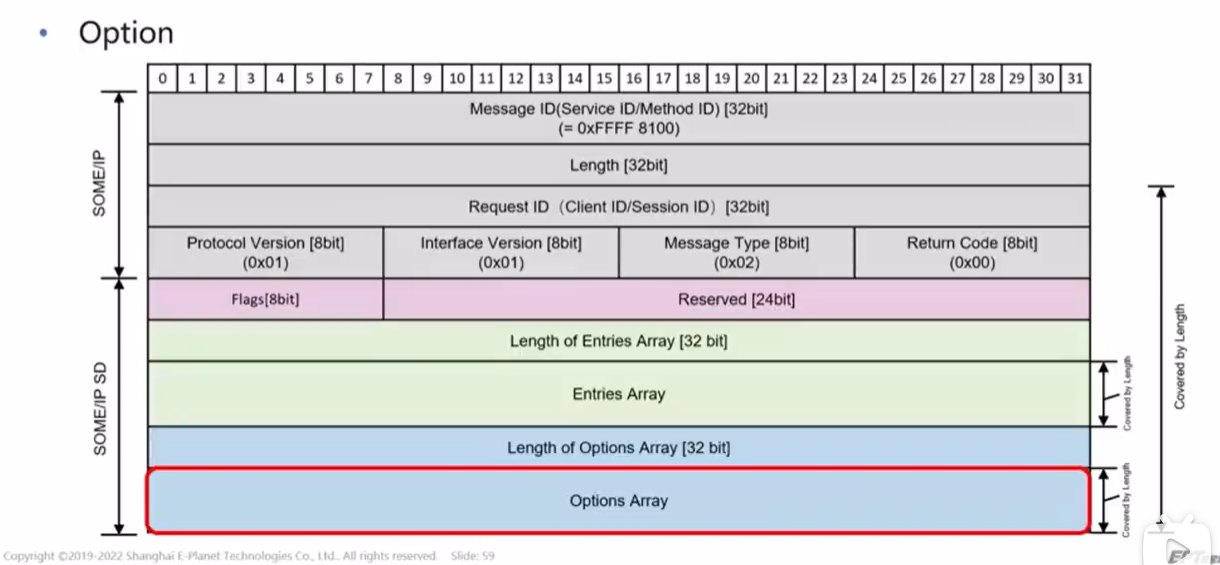 • Option
0 1 2 3 4 5 6 7 8 9 10 11 12 13 14 15 16 17 18 19 20 21 22 23 24 25 26 27 28 29 30 31
SOME/IP
Message ID(Service ID/Method ID) [32bit]
(= 0xFFFF 8100)
Length [32bit]
Request ID（Client ID/Session ID）[32bit]
Protocol Version [8bit]
(0x01)
Interface Version [8bit]
(0x01)
Message Type [8bit]
(0x02)
Return Code [8bit]
(0x00)
SOME/IP SD
Flags[8bit]
Reserved [24bit]
Length of Entries Array [32 bit]
Entries Array
Covered by Length
Length of Options Array [32 bit]
Options Array
Covered by Length
Covered by Length
Copyright ©2019-2022 Shanghai E-Planet Technologies Co., Ltd.. All rights reserved. Slide: 59